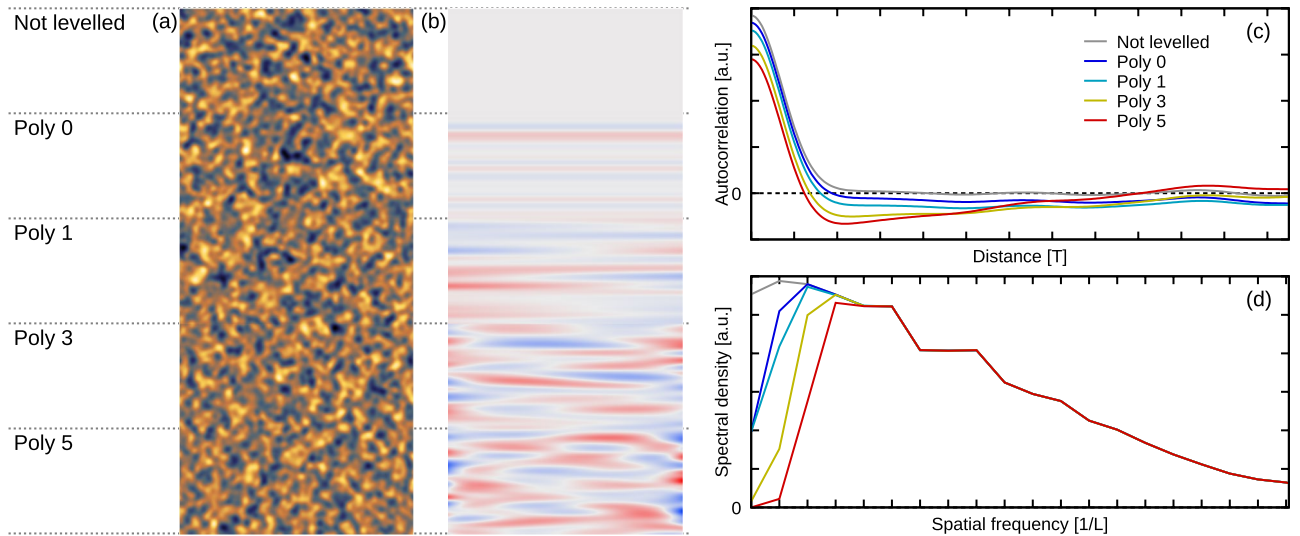 Not levelled
(a)
(b)
Poly 0
Poly 1
Poly 3
Poly 5
(c)
Not levelled
Poly 0
Poly 1
Poly 3
Poly 5
Autocorrelation [a.u.]
0
Distance [T]
(d)
Spectral density [a.u.]
0
Spatial frequency [1/L]